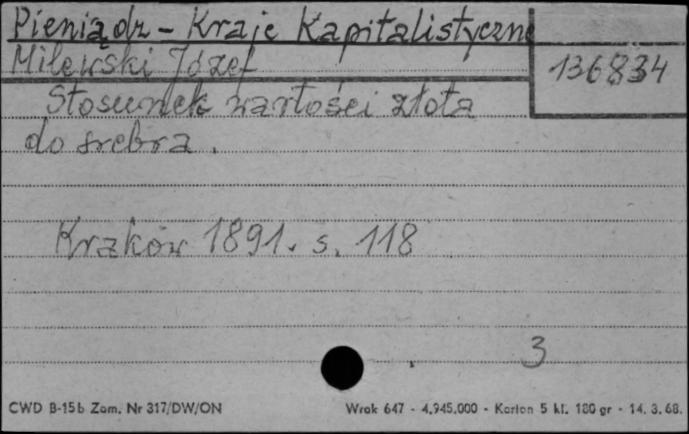 Pieniądz - Kraje Kapitalistyczne
Milewski Józef
136834
Stosunek wartości złota
do srebra.
Kraków 1891. s. 118
3
CWD B-15b Zam. Nr 317/DW/ON
Wrok 647 - 4.945.000 - Karton 5 kl. 180 gr - 14. 3. 68.